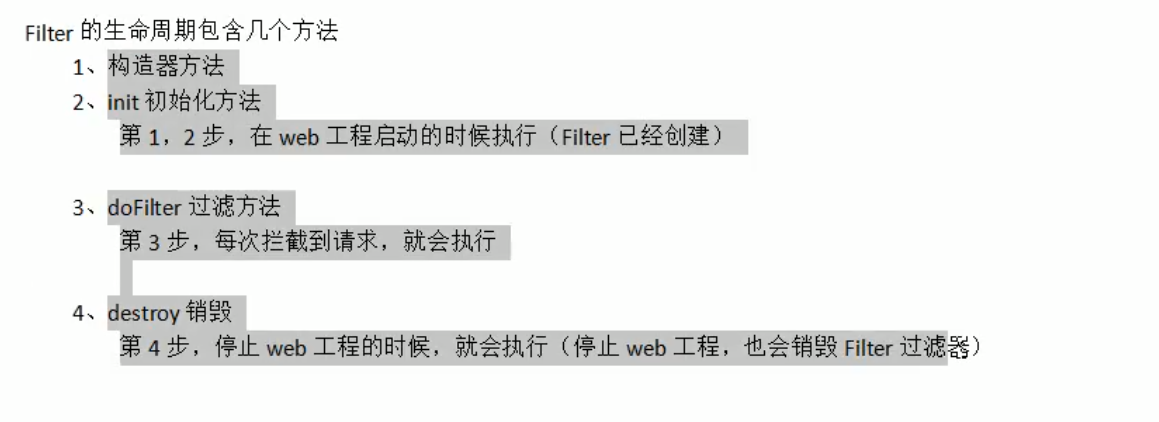 Filter 的生命周期包含几个方法
1、构造器方法
2、init 初始化方法
第 1，2 步，在 web 工程启动的时候执行（Filter 已经创建）
3、doFilter 过滤方法
第 3 步，每次拦截到请求，就会执行
4、destroy 销毁
第 4 步，停止 web 工程的时候，就会执行（停止 web 工程，也会销毁 Filter 过滤器）